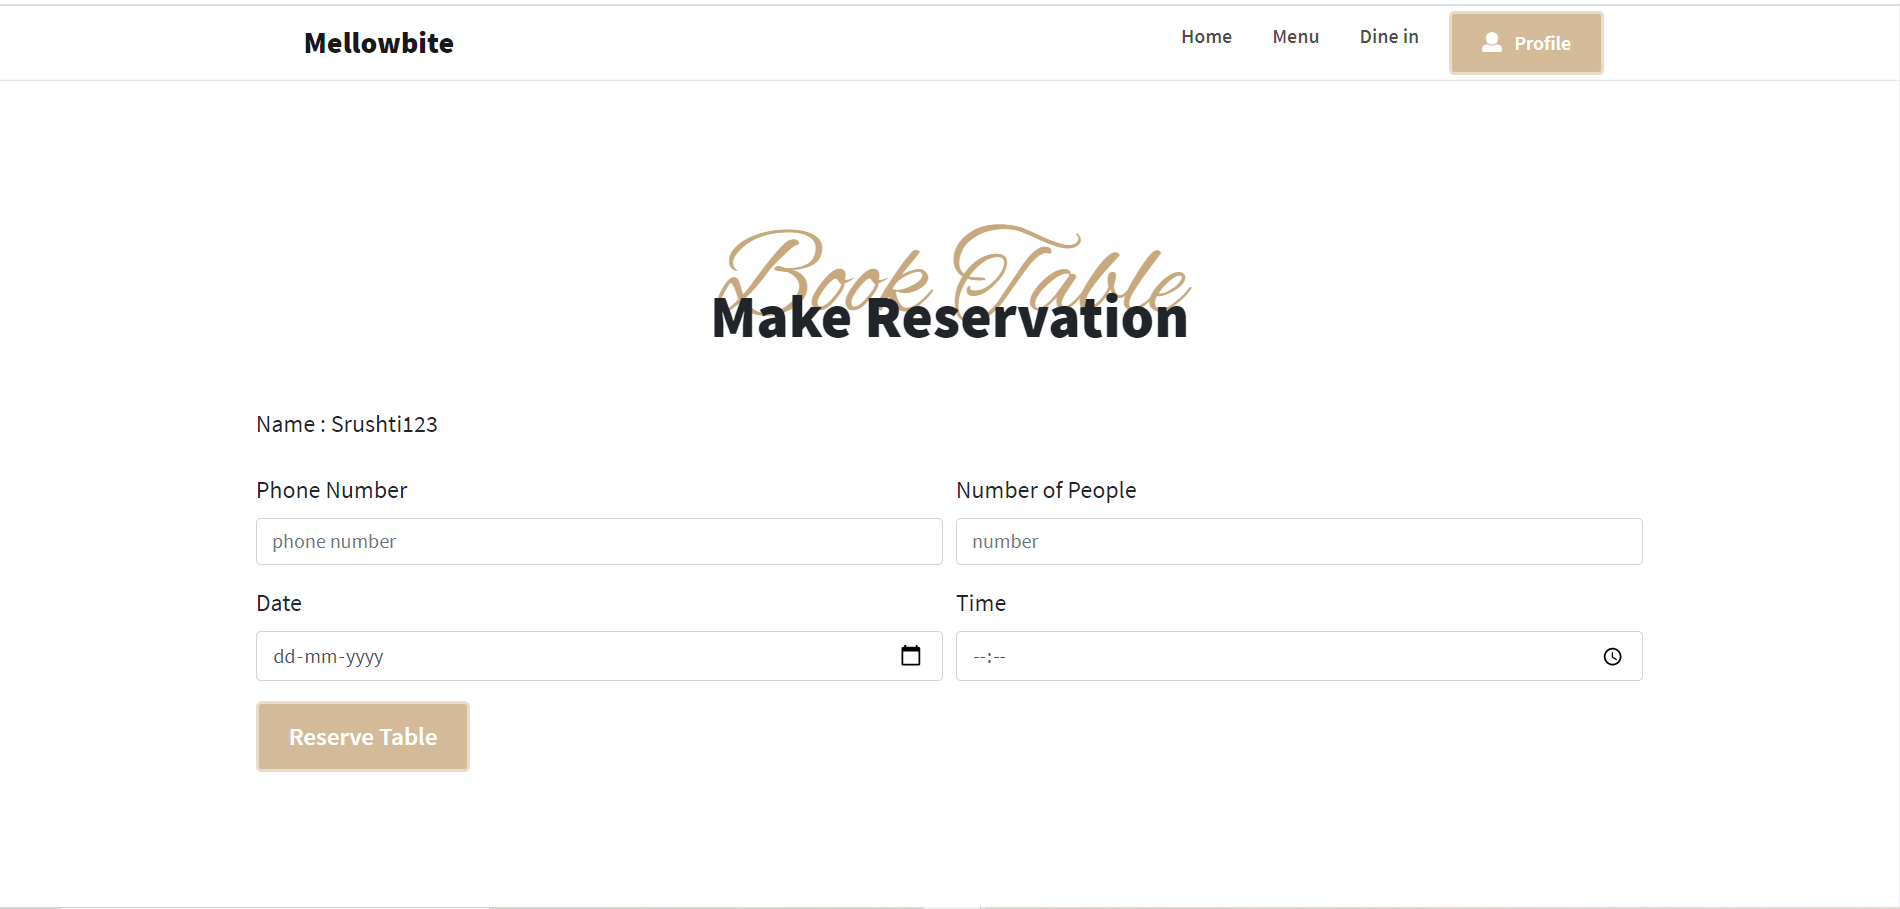 Mellowbite
Home Menu Dine in Profile
Book Table
Make Reservation
Name : Srushti123
Phone Number Number of People
phone number number
Date Time
dd-mm-yyyy --:--
Reserve Table